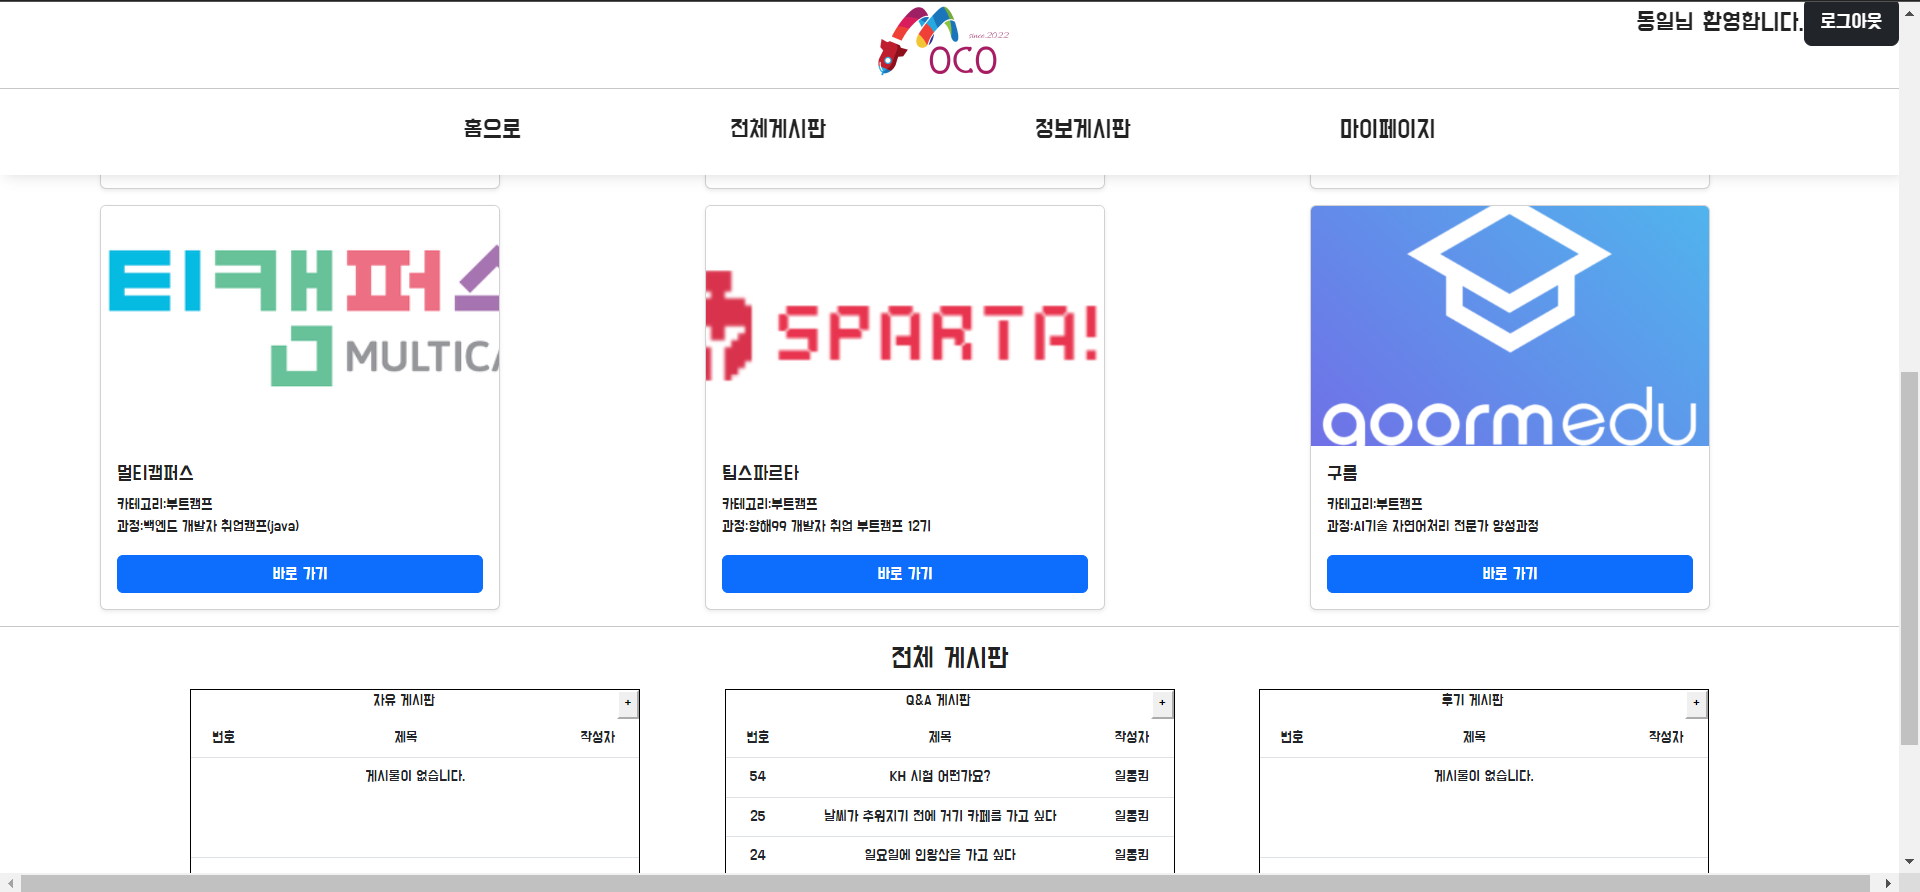 동일님 환영합니다. 로그아웃
since.2022
OCO
홈으로 전체게시판 정보게시판 마이페이지
티캠퍼스
MULTICA
SPARTA!
goormedu
멀티캠퍼스
카테고리:부트캠프
과정:백엔드 개발자 취업캠프(java)
바로 가기
팀스파르타
카테고리:부트캠프
과정:항해99 개발자 취업 부트캠프 12기
바로 가기
구름
카테고리:부트캠프
과정:AI기술 자연어처리 전문가 양성과정
바로 가기
전체 게시판
자유 게시판 +
번호 제목 작성자
게시물이 없습니다.
Q&A 게시판 +
번호 제목 작성자
54 KH 시험 어떤가요? 일롱킴
25 날씨가 추워지기 전에 거기 카페를 가고 싶다 일롱킴
24 일요일에 인왕산을 가고 싶다 일롱킴
후기 게시판 +
번호 제목 작성자
게시물이 없습니다.